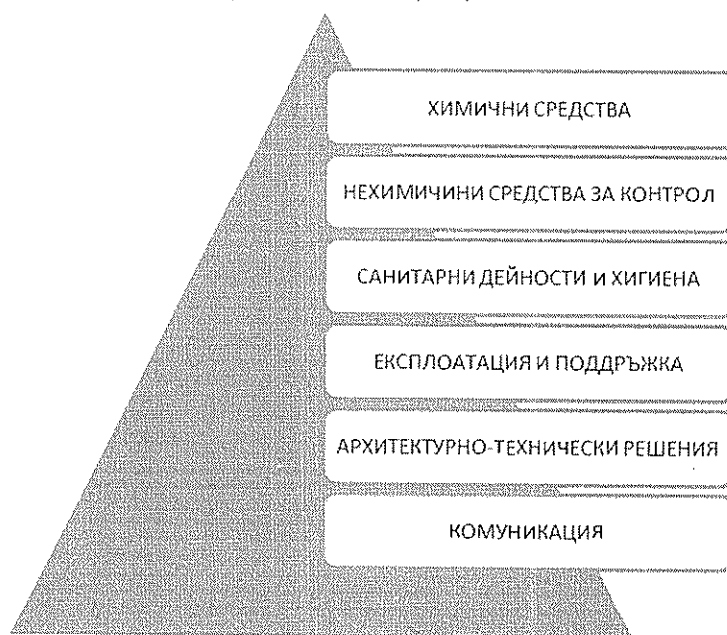 ХИМИЧНИ СРЕДСТВА
НЕХИМИЧИНИ СРЕДСТВА ЗА КОНТРОЛ
САНИТАРНИ ДЕЙНОСТИ И ХИГИЕНА
ЕКСПЛОАТАЦИЯ И ПОДДРЪЖКА
АРХИТЕКТУРНО-ТЕХНИЧЕСКИ РЕШЕНИЯ
КОМУНИКАЦИЯ